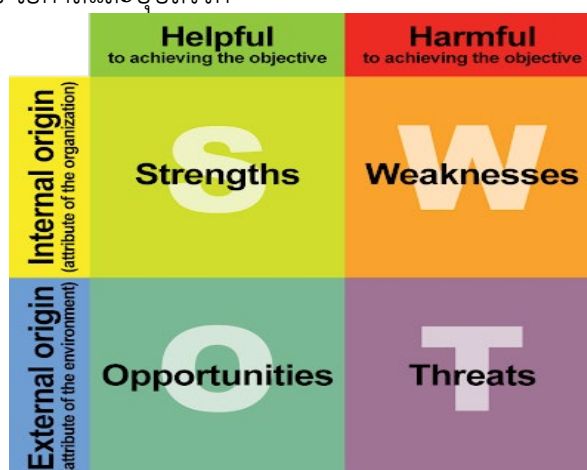 Helpful
to achieving the objective
Harmful
to achieving the objective
Internal origin
(attribute of the organization)
S
Strengths
W
Weaknesses
External origin
(attribute of the environment)
O
Opportunities
T
Threats